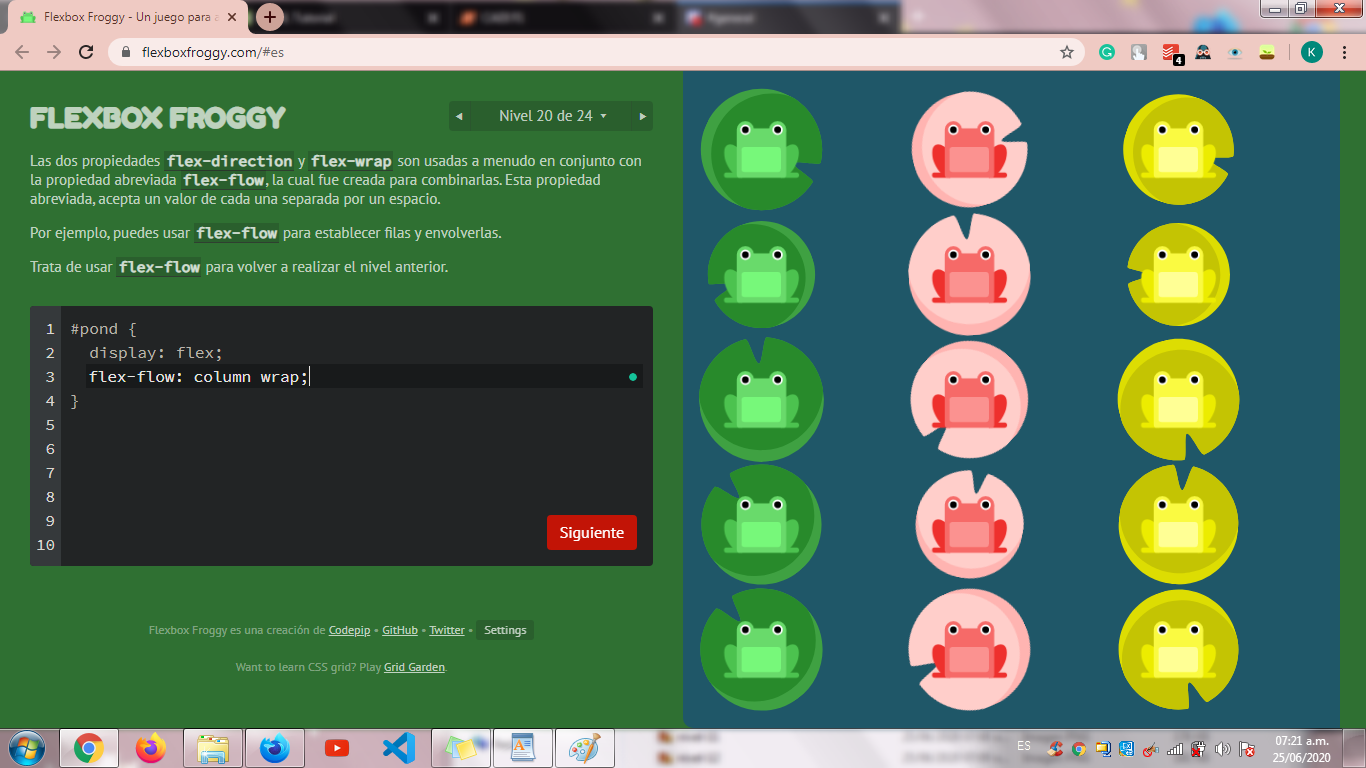 Flexbox Froggy - Un juego para a
Tutorial
flexboxfroggy.com/#es
4
K
FLEXBOX FROGGY
◄ Nivel 20 de 24 ▾ ►
Las dos propiedades flex-direction y flex-wrap son usadas a menudo en conjunto con
la propiedad abreviada flex-flow, la cual fue creada para combinarlas. Esta propiedad
abreviada, acepta un valor de cada una separada por un espacio.
Por ejemplo, puedes usar flex-flow para establecer filas y envolverlas.
Trata de usar flex-flow para volver a realizar el nivel anterior.
1 #pond {
2 display: flex;
3 flex-flow: column wrap;
4 }
5
6
7
8
9
10
Siguiente
Flexbox Froggy es una creación de Codepip • GitHub • Twitter • Settings
Want to learn CSS grid? Play Grid Garden.
ES
07:21 a.m.
25/06/2020